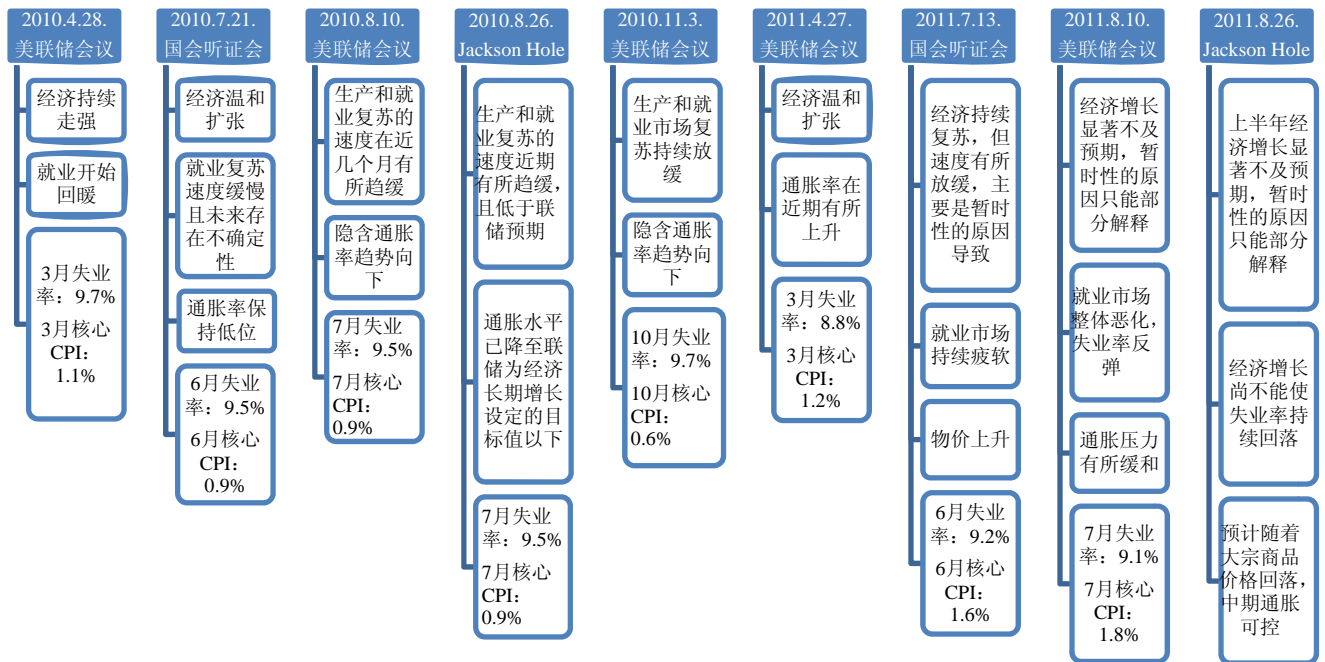 2010.4.28.
美联储会议
经济持续
走强
就业开始
回暖
3月失业
率：9.7%
3月核心
CPI：
1.1%
2010.7.21.
国会听证会
经济温和
扩张
就业复苏
速度缓慢
且未来存
在不确定
性
通胀率保
持低位
6月失业
率：9.5%
6月核心
CPI：
0.9%
2010.8.10.
美联储会议
生产和就
业复苏的
速度在近
几个月有
所趋缓
隐含通胀
率趋势向
下
7月失业
率：9.5%
7月核心
CPI：
0.9%
2010.8.26.
Jackson Hole
生产和就
业复苏的
速度近期
有所趋缓，
且低于联
储预期
通胀水平
已降至联
储为经济
长期增长
设定的目
标值以下
7月失业
率：9.5%
7月核心
CPI：
0.9%
2010.11.3.
美联储会议
生产和就
业市场复
苏持续放
缓
隐含通胀
率趋势向
下
10月失业
率：9.7%
10月核心
CPI：
0.6%
2011.4.27.
美联储会议
经济温和
扩张
通胀率在
近期有所
上升
3月失业
率：8.8%
3月核心
CPI：
1.2%
2011.7.13.
国会听证会
经济持续
复苏，但
速度有所
放缓，主
要是暂时
性的原因
导致
就业市场
持续疲软
物价上升
6月失业
率：9.2%
6月核心
CPI：
1.6%
2011.8.10.
美联储会议
经济增长
显著不及
预期，暂
时性的原
因只能部
分解释
就业市场
整体恶化，
失业率反
弹
通胀压力
有所缓和
7月失业
率：9.1%
7月核心
CPI：
1.8%
2011.8.26.
Jackson Hole
上半年经
济增长显
著不及预
期，暂时
性的原因
只能部分
解释
经济增长
尚不能使
失业率持
续回落
预计随着
大宗商品
价格回落，
中期通胀
可控